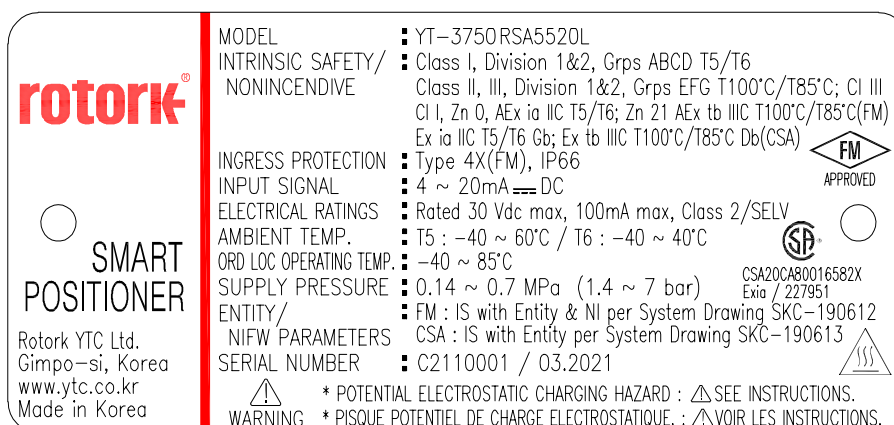 rotork®
SMART
POSITIONER
Rotork YTC Ltd.
Gimpo-si, Korea
www.ytc.co.kr
Made in Korea
MODEL : YT-3750RSA5520L
INTRINSIC SAFETY/ : Class I, Division 1&2, Grps ABCD T5/T6
NONINCENDIVE Class II, III, Division 1&2, Grps EFG T100°C/T85°C; Cl III
Cl I, Zn 0, AEx ia IIC T5/T6; Zn 21 AEx tb IIIC T100°C/T85°C(FM)
Ex ia IIC T5/T6 Gb; Ex tb IIIC T100°C/T85°C Db(CSA)
INGRESS PROTECTION : Type 4X(FM), IP66
INPUT SIGNAL : 4 ~ 20mA ⎓ DC
ELECTRICAL RATINGS : Rated 30 Vdc max, 100mA max, Class 2/SELV
AMBIENT TEMP. : T5 : -40 ~ 60°C / T6 : -40 ~ 40°C
ORD LOC OPERATING TEMP. : -40 ~ 85°C
SUPPLY PRESSURE : 0.14 ~ 0.7 MPa (1.4 ~ 7 bar)
ENTITY/ : FM : IS with Entity & NI per System Drawing SKC-190612
NIFW PARAMETERS CSA : IS with Entity per System Drawing SKC-190613
SERIAL NUMBER : C2110001 / 03.2021
FM
APPROVED
SA®
CSA20CA80016582X
Exia / 227951
WARNING
* POTENTIAL ELECTROSTATIC CHARGING HAZARD : ⚠ SEE INSTRUCTIONS.
* PISQUE POTENTIEL DE CHARGE ELECTROSTATIQUE. : ⚠ VOIR LES INSTRUCTIONS.